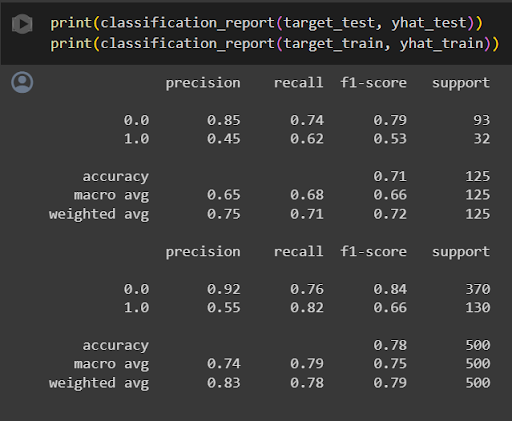 print(classification_report(target_test, yhat_test))
print(classification_report(target_train, yhat_train))
precision recall f1-score support
0.0 0.85 0.74 0.79 93
1.0 0.45 0.62 0.53 32
accuracy 0.71 125
macro avg 0.65 0.68 0.66 125
weighted avg 0.75 0.71 0.72 125
precision recall f1-score support
0.0 0.92 0.76 0.84 370
1.0 0.55 0.82 0.66 130
accuracy 0.78 500
macro avg 0.74 0.79 0.75 500
weighted avg 0.83 0.78 0.79 500